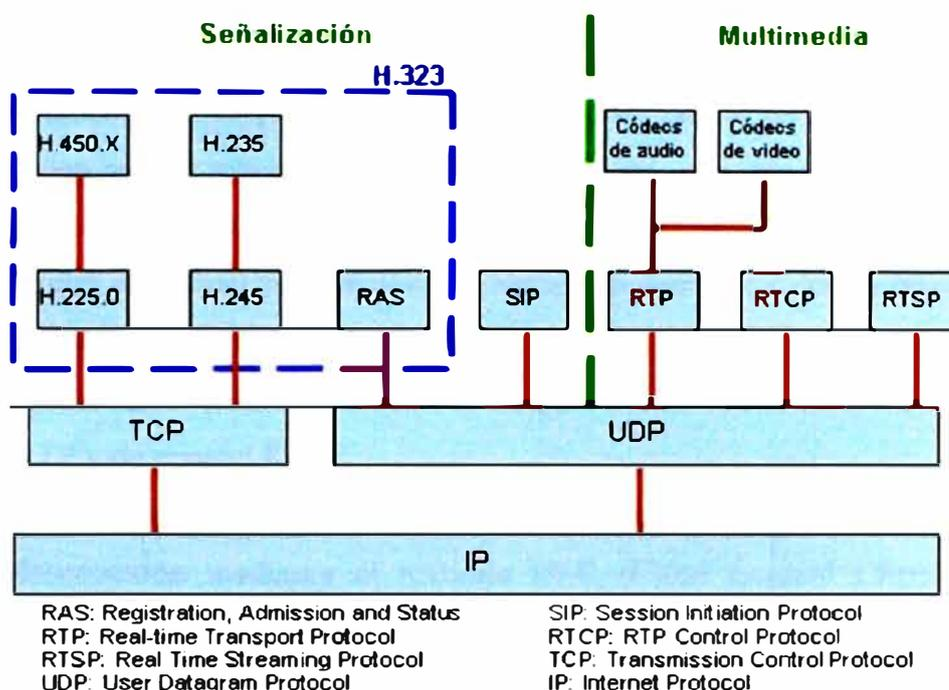 Señalización
Multimedia
H.323
H.450.X
H.235
Códecs
de audio
Códecs
de video
H.225.0
H.245
RAS
SIP
RTP
RTCP
RTSP
TCP
UDP
IP
RAS: Registration, Admission and Status
RTP: Real-time Transport Protocol
RTSP: Real Time Streaming Protocol
UDP: User Datagram Protocol
SIP: Session Initiation Protocol
RTCP: RTP Control Protocol
TCP: Transmission Control Protocol
IP: Internet Protocol